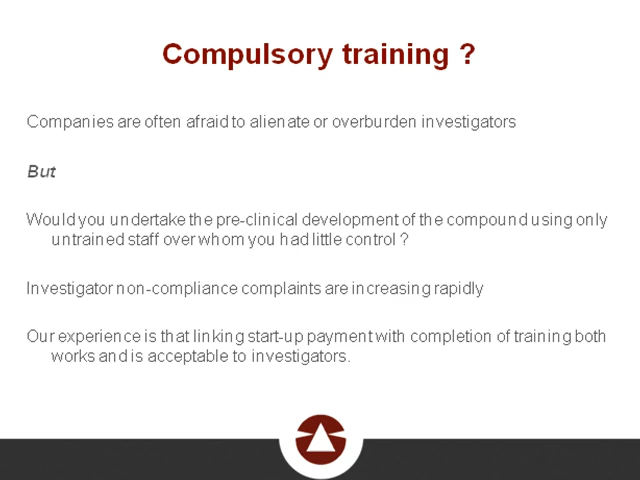 Compulsory training ?
Companies are often afraid to alienate or overburden investigators
But
Would you undertake the pre-clinical development of the compound using only
untrained staff over whom you had little control ?
Investigator non-compliance complaints are increasing rapidly
Our experience is that linking start-up payment with completion of training both
works and is acceptable to investigators.